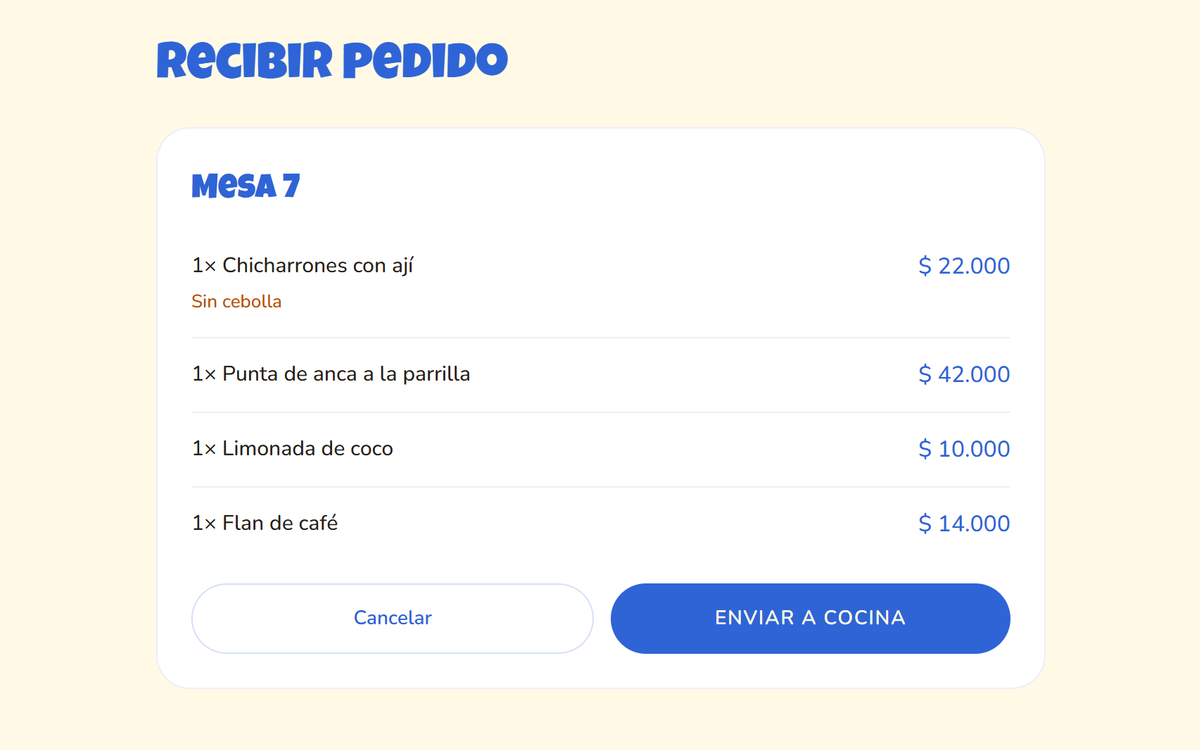 Recibir pedido
Mesa 7
1× Chicharrones con ají $ 22.000
Sin cebolla
1× Punta de anca a la parrilla $ 42.000
1× Limonada de coco $ 10.000
1× Flan de café $ 14.000
Cancelar ENVIAR A COCINA